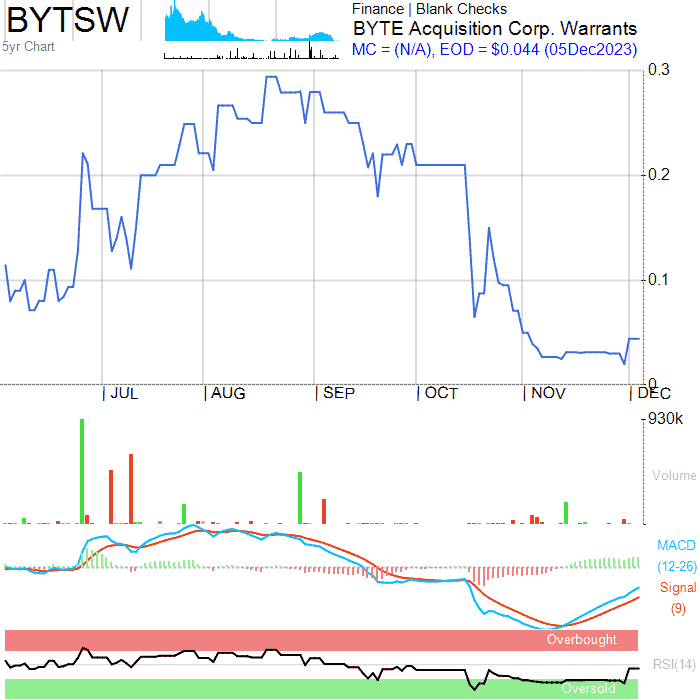 BYTSW
5yr Chart
Finance | Blank Checks
BYTE Acquisition Corp. Warrants
MC = (N/A), EOD = $0.044 (05Dec2023)
0.3
0.2
0.1
0
JUL AUG SEP OCT NOV DEC
930k
Volume
MACD
(12-26)
Signal
(9)
Overbought
RSI(14)
Oversold